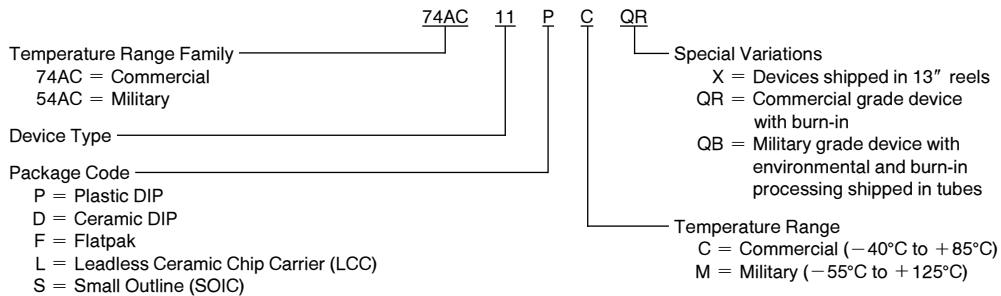 74AC 11 P C QR
Temperature Range Family
74AC = Commercial
54AC = Military
Device Type
Package Code
P = Plastic DIP
D = Ceramic DIP
F = Flatpak
L = Leadless Ceramic Chip Carrier (LCC)
S = Small Outline (SOIC)
Special Variations
X = Devices shipped in 13″ reels
QR = Commercial grade device
with burn-in
QB = Military grade device with
environmental and burn-in
processing shipped in tubes
Temperature Range
C = Commercial (−40°C to +85°C)
M = Military (−55°C to +125°C)